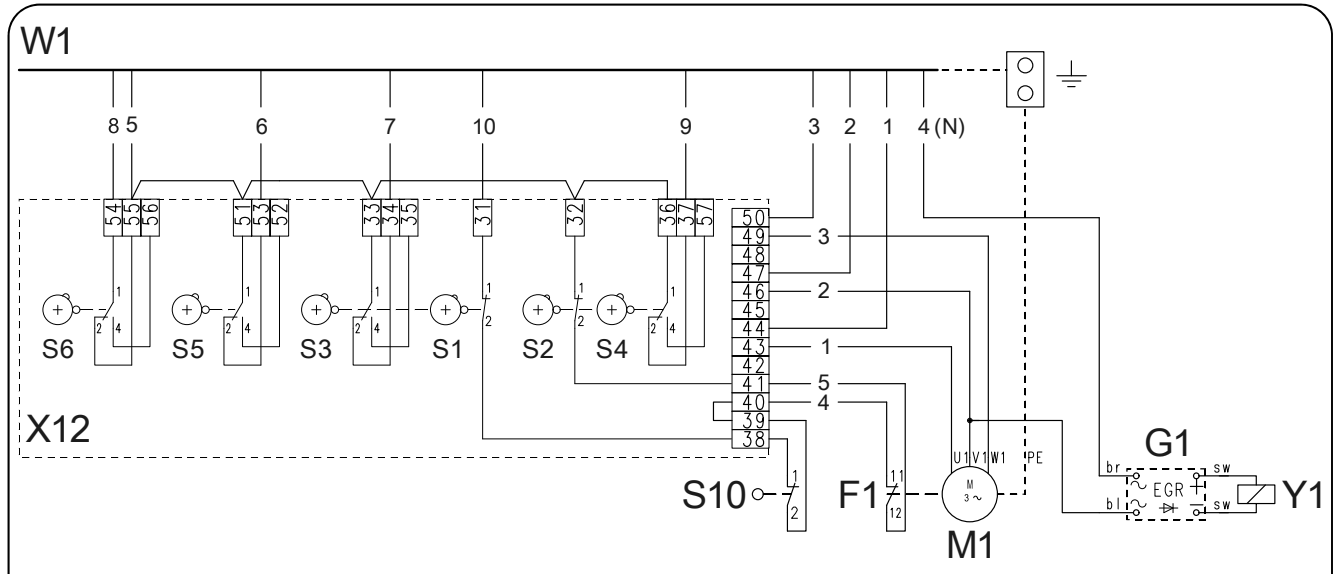 W1
8 5 6 7 10 9 3 2 1 4 (N)
54 55 56 51 53 52 33 34 35 31 32 36 37 57
50
49 3
48
47
46 2
45
44
43 1
42
41 5
40 4
39
38
1 1 1 1 1 1
2 4 2 4 2 4 2 2 2 4
S6 S5 S3 S1 S2 S4
X12
U1 V1 W1 PE
G1
br sw
EGR
bl sw
Y1
S10
1
2
F1
11
12
M
3 ~
M1